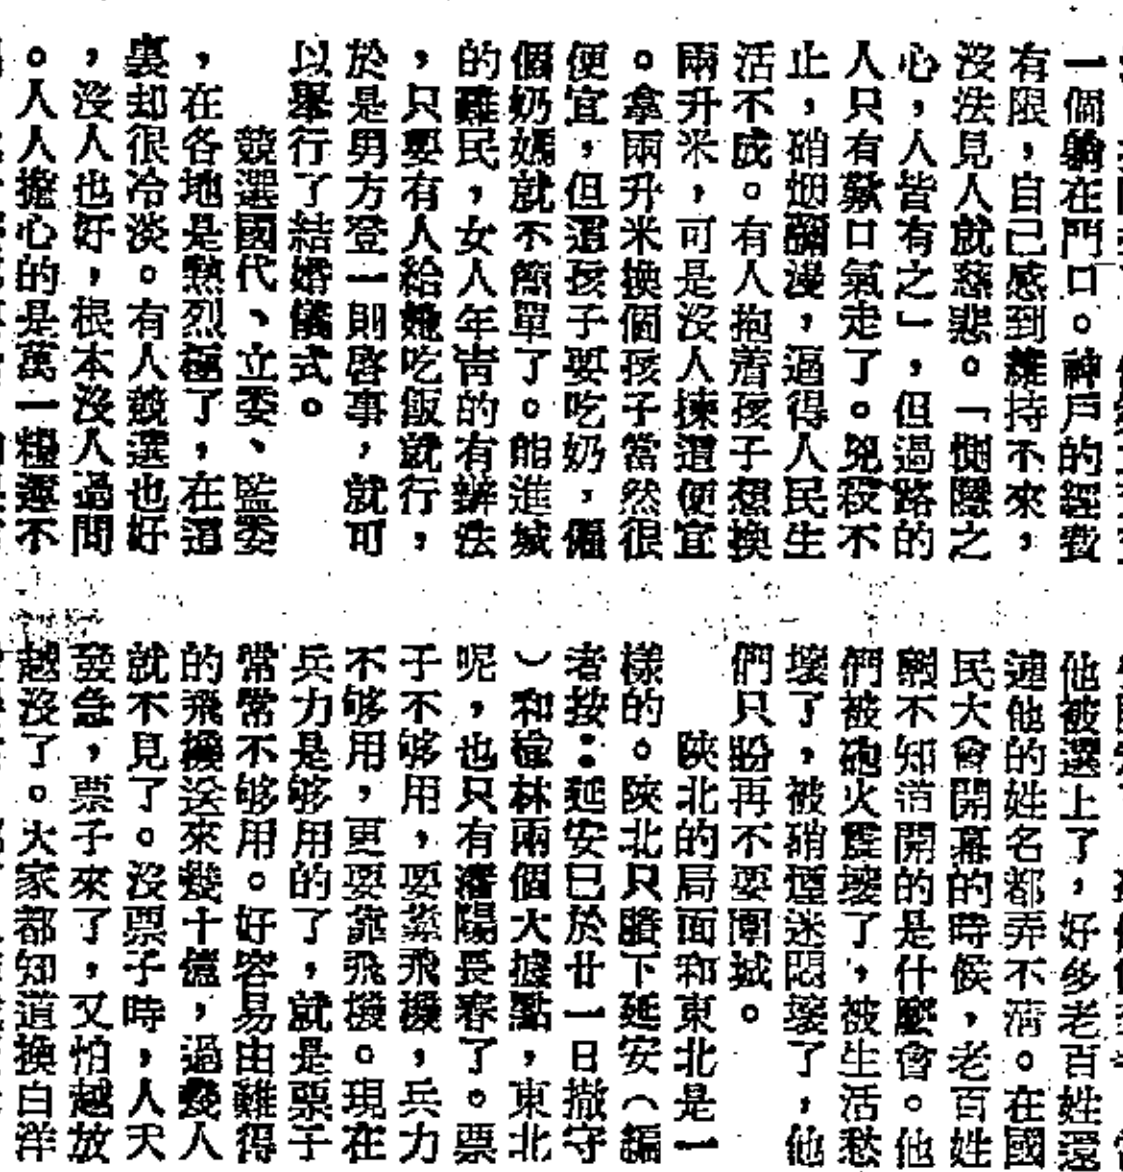 一個躺在門口。神戶的經費
有限，自己感到難持不來，
沒法見人就慈悲。「惻隱之
心，人皆有之」，但過路的
人只有歎口氣走了。兇殺不
止，硝烟瀰漫，逼得人民生
活不成。有人抱着孩子想換
兩升米，可是沒人揀這便宜
。拿兩升米換個孩子當然很
便宜，但這孩子要吃奶，僱
個奶媽就不簡單了。能進城
的難民，女人年靑的有辦法
，只要有人給她吃飯就行，
於是男方登一則啓事，就可
以舉行了結婚儀式。
競選國代、立委、監委
，在各地是熱烈極了，在這
裏却很冷淡。有人競選也好
，沒人也好，根本沒人過問
。人人擔心的是萬一糧運不
他被選上了，好多老百姓還
連他的姓名都弄不淸。在國
民大會開幕的時候，老百姓
都不知道開的是什麼會。他
們被砲火震壞了，被生活愁
壞了，被硝煙迷悶壞了，他
們只盼再不要圍城。
陝北的局面和東北是一
樣的。陝北只賸下延安（編
者按：延安已於廿一日撤守
）和榆林兩個大據點，東北
呢，也只有瀋陽長春了。票
子不够用，要靠飛機，兵力
不够用，更要靠飛機。現在
兵力是够用的了，就是票子
常常不够用。好容易由難得
的飛機送來幾十億，過幾人
就不見了。沒票子時，人天
發急，票子來了，又怕越放
越沒了。大家都知道換白洋